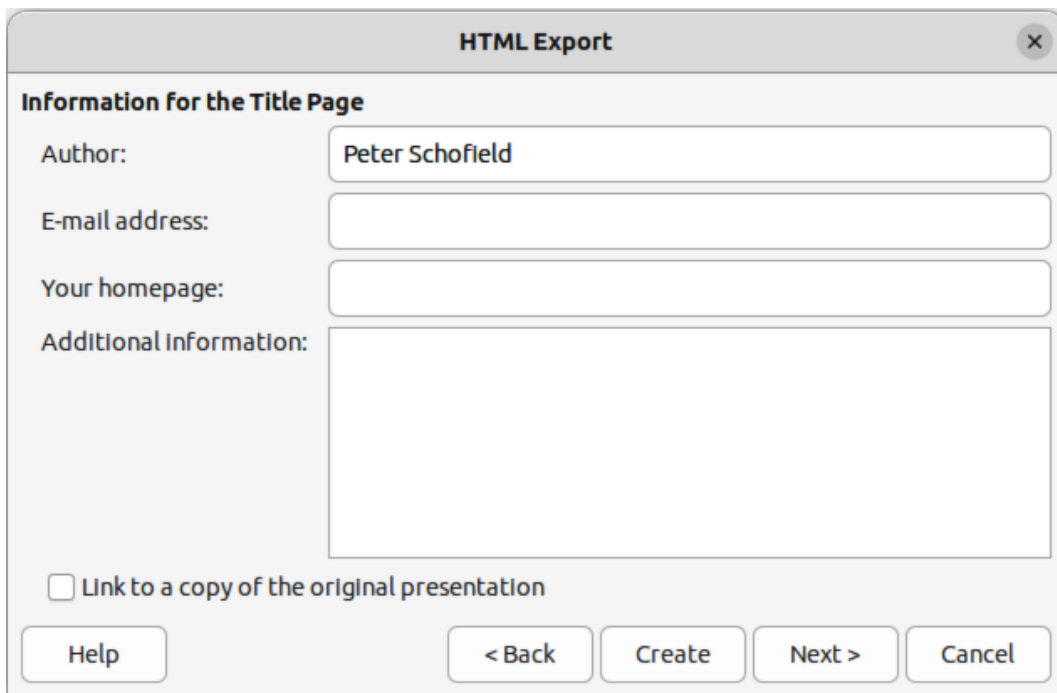 HTML Export
Information for the Title Page
Author: Peter Schofield
E-mail address:
Your homepage:
Additional information:
Link to a copy of the original presentation
Help < Back Create Next > Cancel